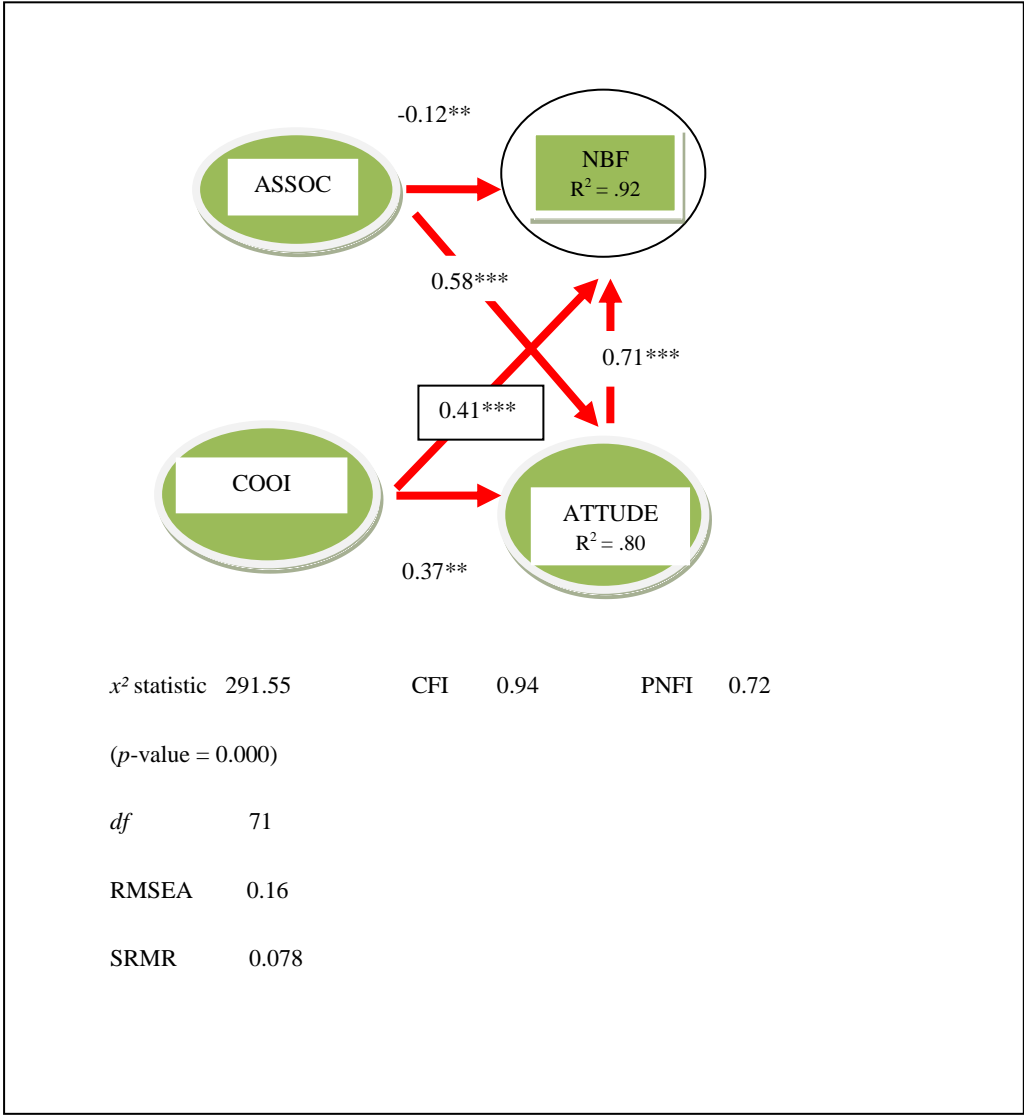 -0.12**
NBF
R² = .92
ASSOC
0.58***
0.71***
0.41***
COOI
ATTUDE
R² = .80
0.37**
x² statistic 291.55 CFI 0.94 PNFI 0.72
(p-value = 0.000)
df 71
RMSEA 0.16
SRMR 0.078